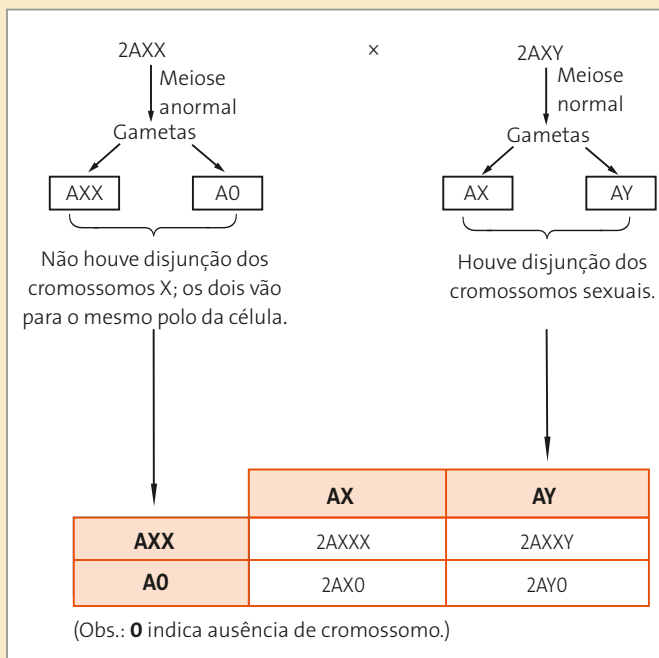 2AXX × 2AXY
Meiose
anormal
Meiose
normal
Gametas
Gametas
AXX
A0
AX
AY
Não houve disjunção dos
cromossomos X; os dois vão
para o mesmo polo da célula.
Houve disjunção dos
cromossomos sexuais.
AX AY
AXX 2AXXX 2AXXY
A0 2AX0 2AY0
(Obs.: 0 indica ausência de cromossomo.)